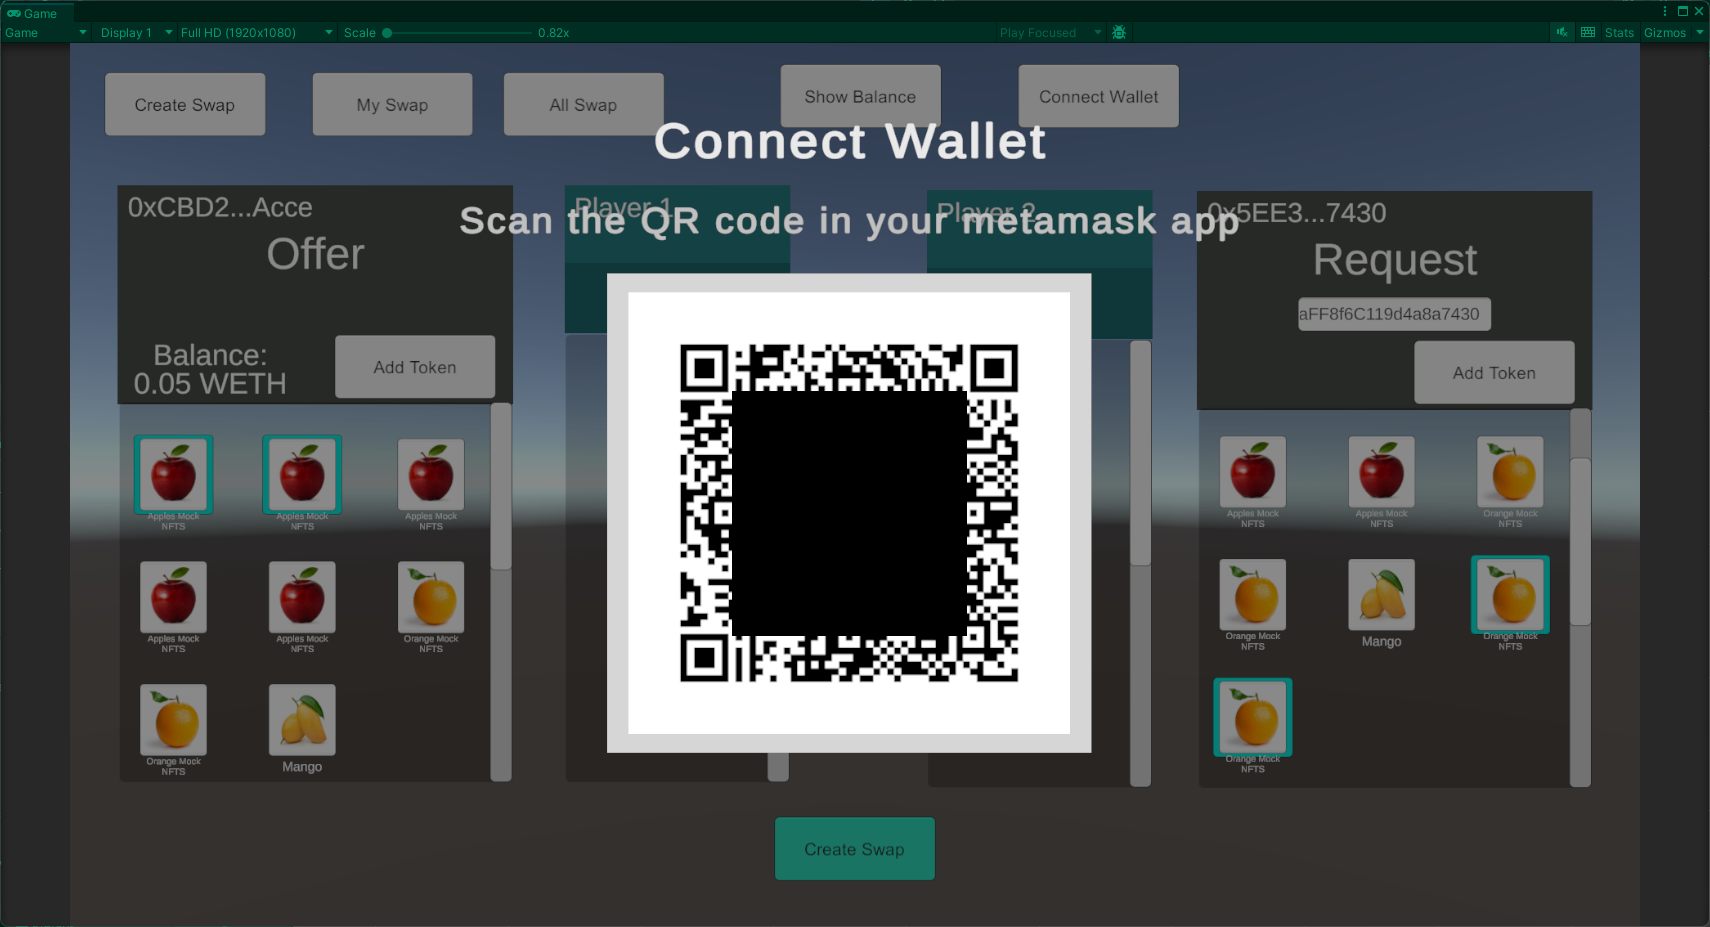 Game
Game
Display 1
Full HD (1920x1080)
Scale
0.82x
Play Focused
Stats
Gizmos
Create Swap
My Swap
All Swap
Show Balance
Connect Wallet
Connect Wallet
0xCBD2...Acce
Offer
Balance:
0.05 WETH
Add Token
Player 1
Player 2
Scan the QR code in your metamask app
0x5EE3...7430
Request
aFF8f6C119d4a8a7430
Add Token
Apples Mock
NFTS
Apples Mock
NFTS
Apples Mock
NFTS
Apples Mock
NFTS
Apples Mock
NFTS
Orange Mock
NFTS
Orange Mock
NFTS
Mango
Apples Mock
NFTS
Apples Mock
NFTS
Orange Mock
NFTS
Orange Mock
NFTS
Mango
Orange Mock
NFTS
Orange Mock
NFTS
Create Swap